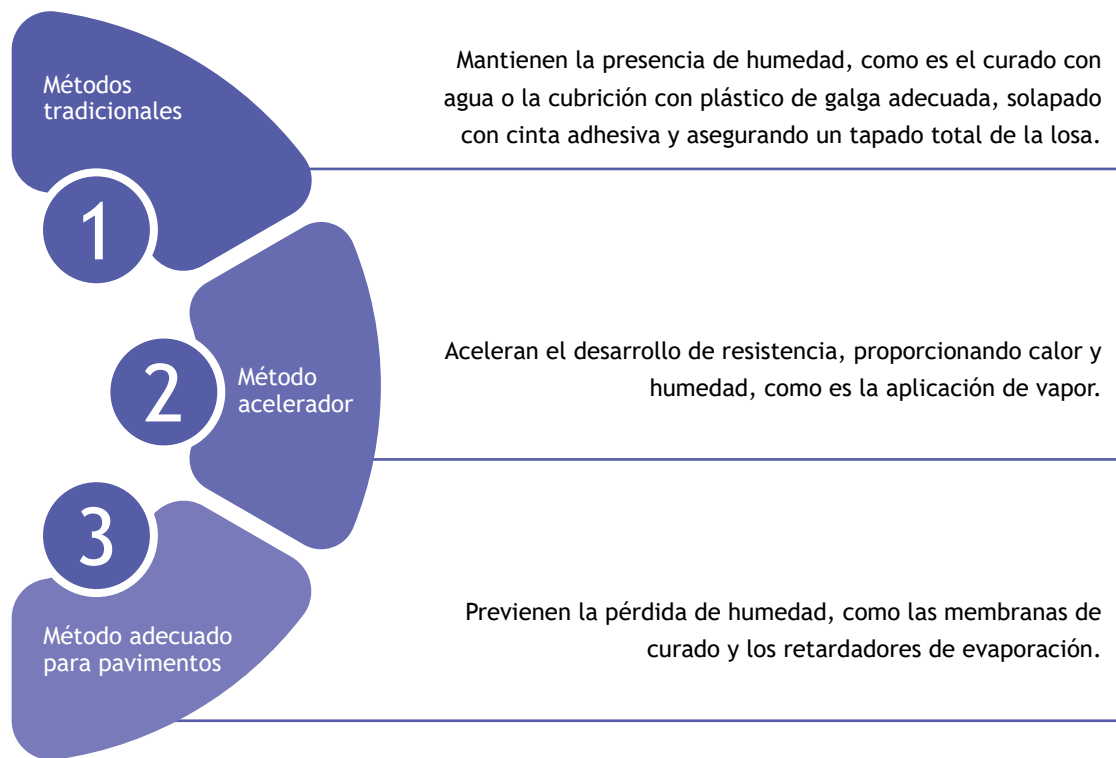 Métodos
tradicionales
1
Mantienen la presencia de humedad, como es el curado con
agua o la cubrición con plástico de galga adecuada, solapado
con cinta adhesiva y asegurando un tapado total de la losa.
2
Método
acelerador
Aceleran el desarrollo de resistencia, proporcionando calor y
humedad, como es la aplicación de vapor.
3
Método adecuado
para pavimentos
Previenen la pérdida de humedad, como las membranas de
curado y los retardadores de evaporación.